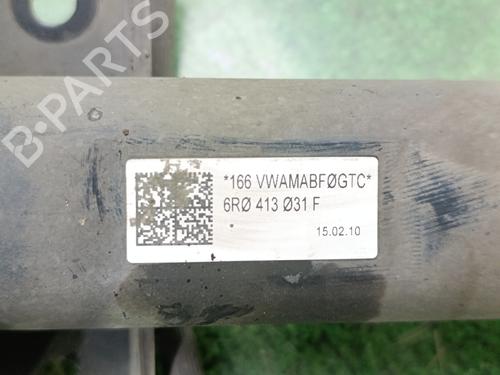 B-PARTS
*166 VWAMABFØGTC*
6RØ 413 Ø31 F
15.02.10